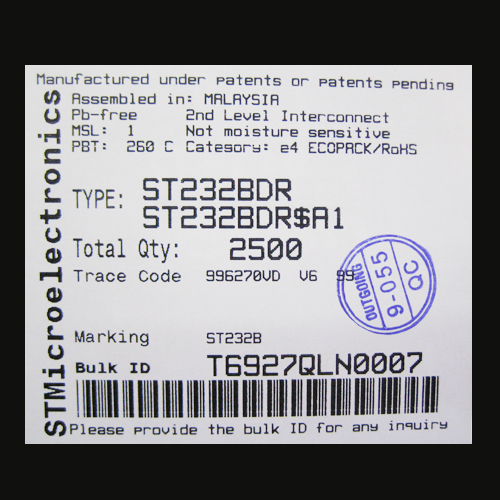 Manufactured under patents or patents pending
STMicroelectronics
Assembled in: MALAYSIA
Pb-free 2nd Level Interconnect
MSL: 1 Not moisture sensitive
PBT: 260 C Category: e4 ECOPACK/RoHS
TYPE: ST232BDR
ST232BDR$A1
Total Qty: 2500
Trace Code 996270VD V6 99
OUTGOING
9-055
QC
Marking ST232B
Bulk ID T6927QLN0007
Please provide the bulk ID for any inquiry